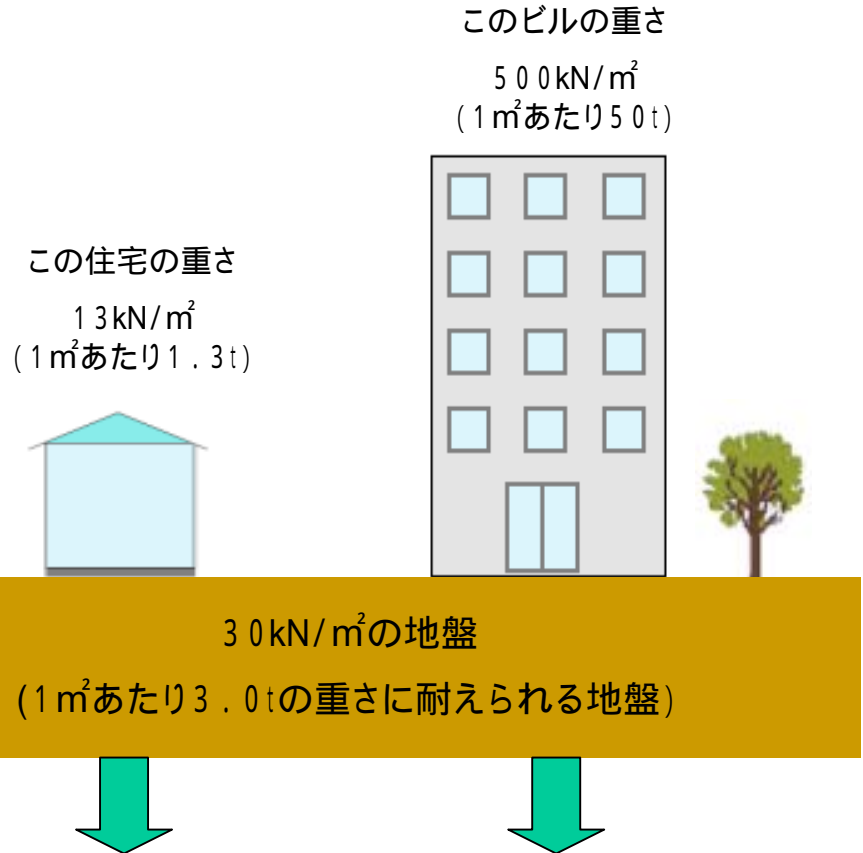 このビルの重さ
500kN/㎡
(1㎡あたり50t)
この住宅の重さ
13kN/㎡
(1㎡あたり1.3t)
30kN/㎡の地盤
(1㎡あたり3.0tの重さに耐えられる地盤)